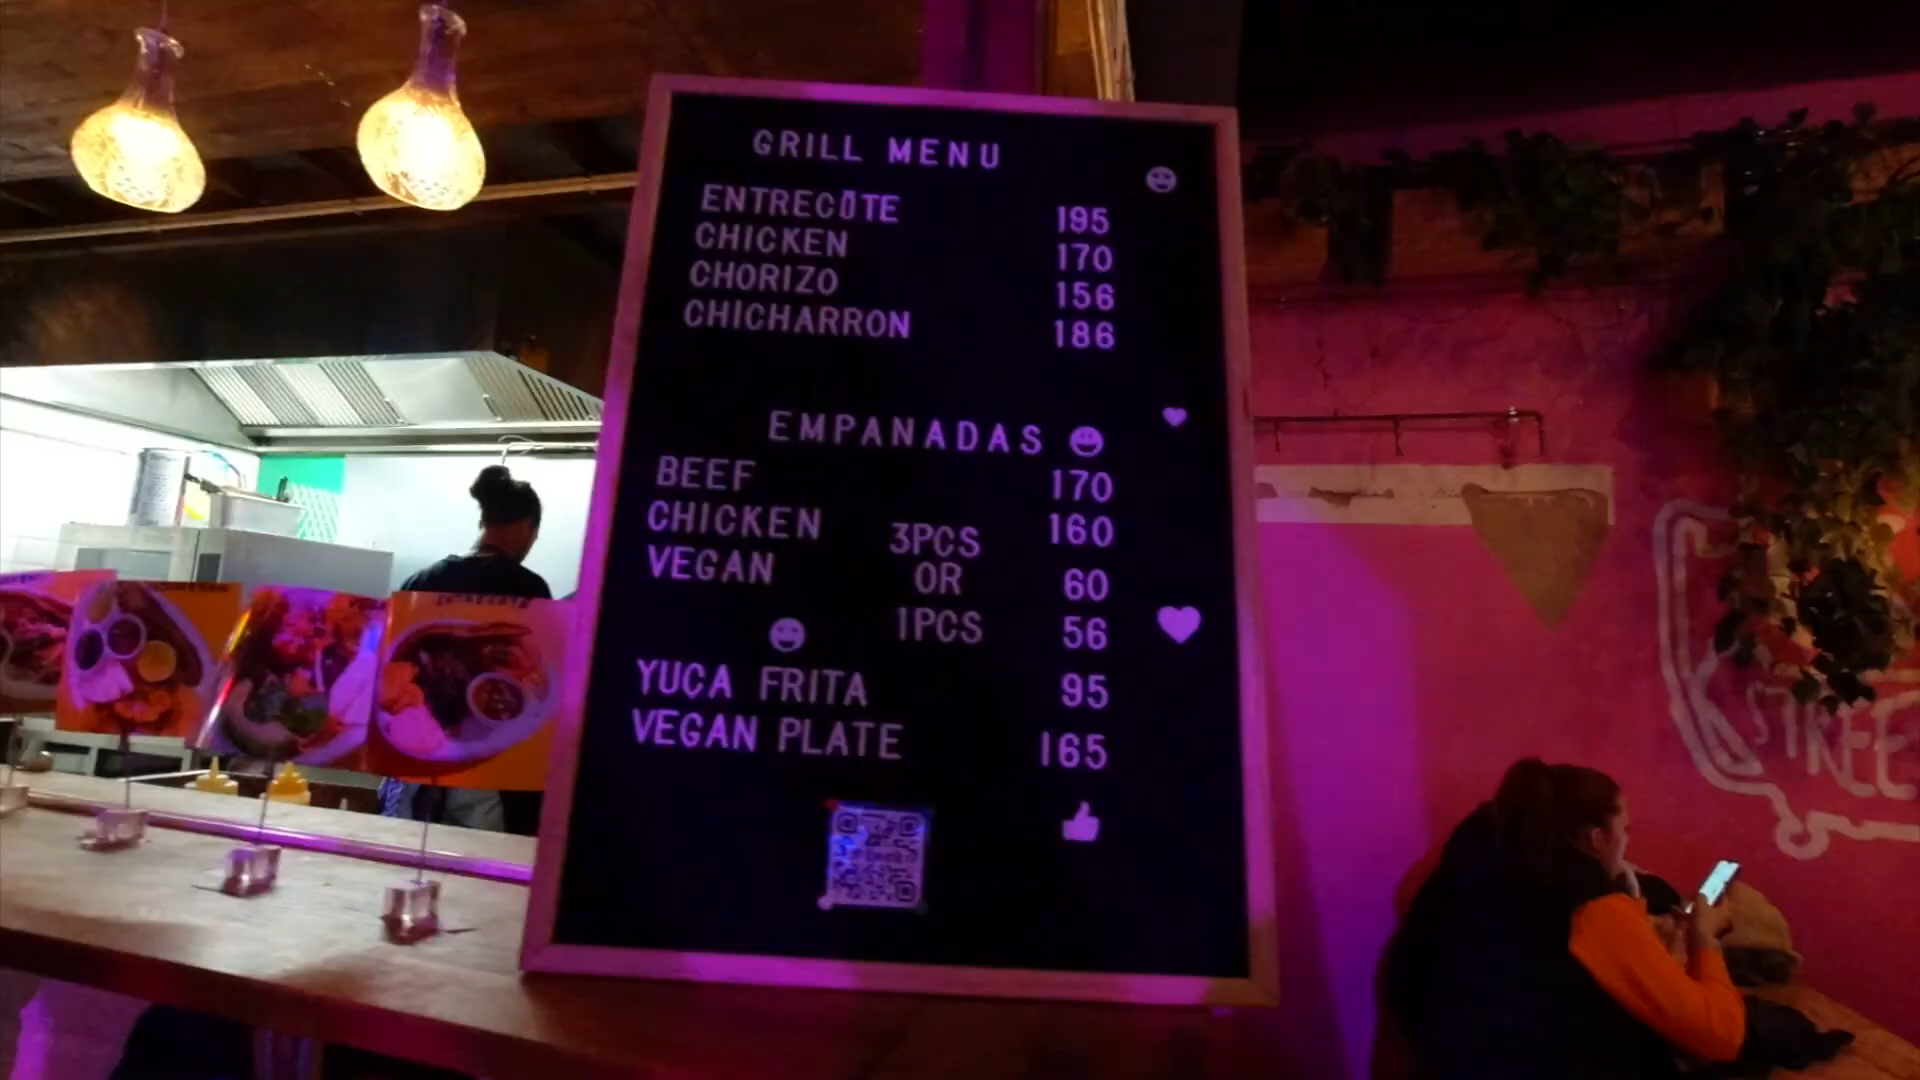 GRILL MENU
ENTRECÔTE 195
CHICKEN 170
CHORIZO 156
CHICHARRON 186
EMPANADAS
BEEF 170
CHICKEN 3PCS 160
VEGAN OR 60
1PCS 56
YUCA FRITA 95
VEGAN PLATE 165
STREE